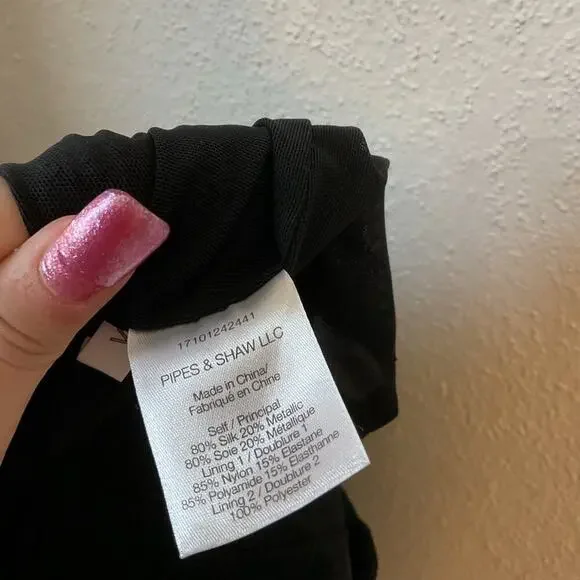 17101242441
PIPES & SHAW LLC
Made in China/
Fabriqué en Chine
Self / Principal
80% Silk 20% Metallic
80% Soie 20% Métallique
Lining 1 / Doublure 1
85% Nylon 15% Elastane
85% Polyamide 15% Élasthanne
Lining 2 / Doublure 2
100% Polyester